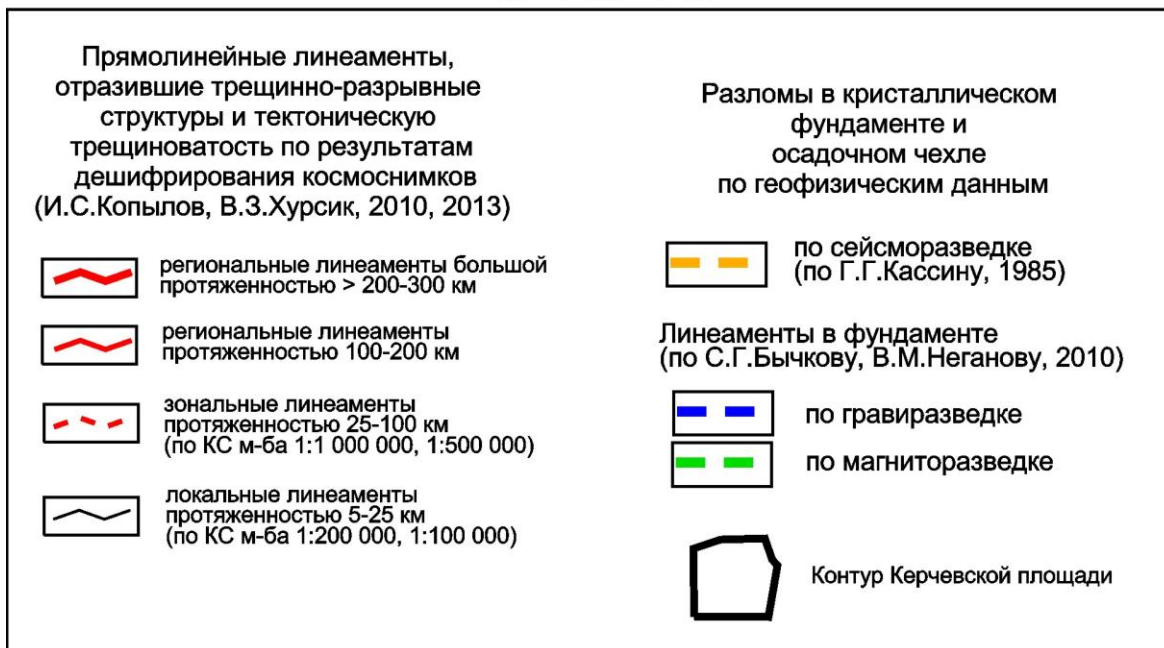 Прямолинейные линеаменты,
отразившие трещинно-разрывные
структуры и тектоническую
трещиноватость по результатам
дешифрирования космоснимков
(И.С.Копылов, В.З.Хурсик, 2010, 2013)
региональные линеаменты большой
протяженностью > 200-300 км
региональные линеаменты
протяженностью 100-200 км
зональные линеаменты
протяженностью 25-100 км
(по КС м-ба 1:1 000 000, 1:500 000)
локальные линеаменты
протяженностью 5-25 км
(по КС м-ба 1:200 000, 1:100 000)
Разломы в кристаллическом
фундаменте и
осадочном чехле
по геофизическим данным
по сейсморазведке
(по Г.Г.Кассину, 1985)
Линеаменты в фундаменте
(по С.Г.Бычкову, В.М.Неганову, 2010)
по гравиразведке
по магниторазведке
Контур Керчевской площади